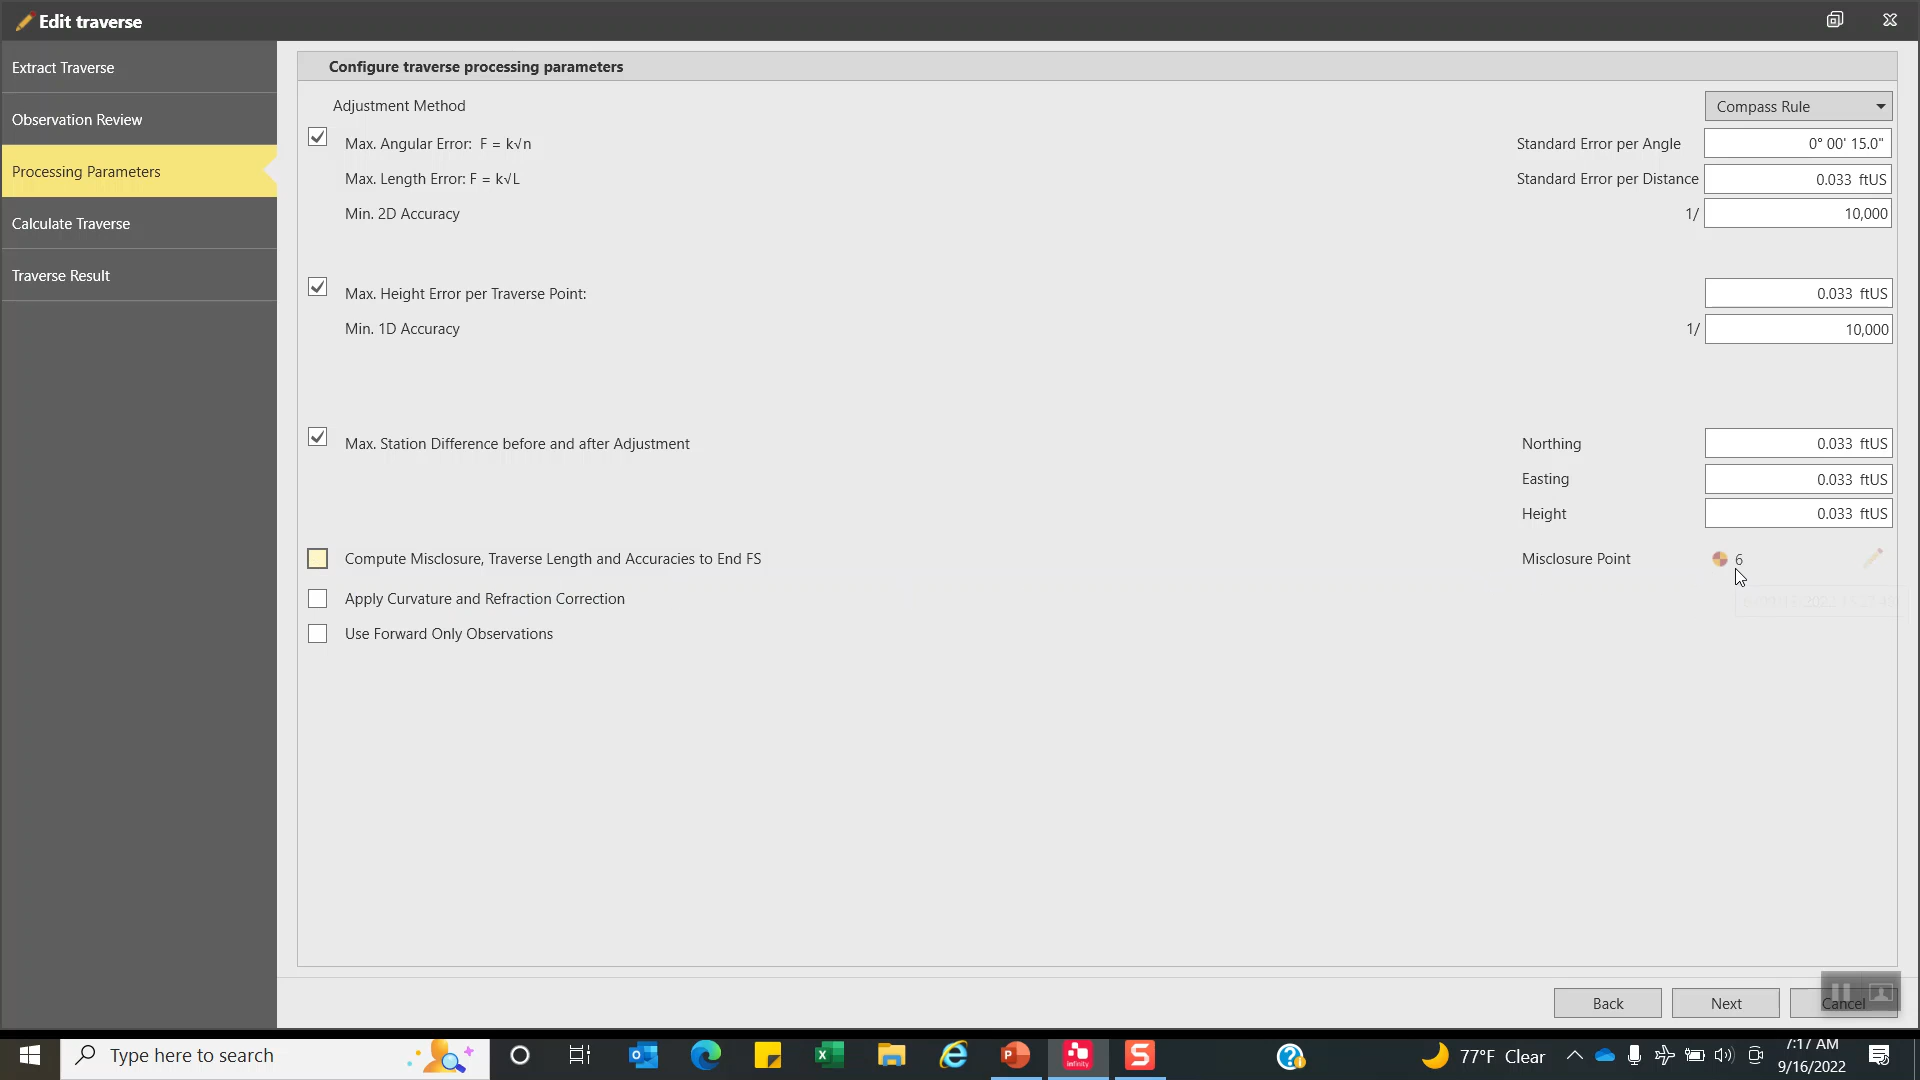 Edit traverse
Extract Traverse
Observation Review
Processing Parameters
Calculate Traverse
Traverse Result
Configure traverse processing parameters
Adjustment Method
Compass Rule
Max. Angular Error:  F = k√n
Standard Error per Angle
0° 00' 15.0"
Max. Length Error: F = k√L
Standard Error per Distance
0.033 ftUS
Min. 2D Accuracy
1/
10,000
Max. Height Error per Traverse Point:
0.033 ftUS
Min. 1D Accuracy
1/
10,000
Max. Station Difference before and after Adjustment
Northing
0.033 ftUS
Easting
0.033 ftUS
Height
0.033 ftUS
Compute Misclosure, Traverse Length and Accuracies to End FS
Misclosure Point
6
Apply Curvature and Refraction Correction
Use Forward Only Observations
Back
Next
Cancel
Type here to search
77°F Clear
7:17 AM
9/16/2022